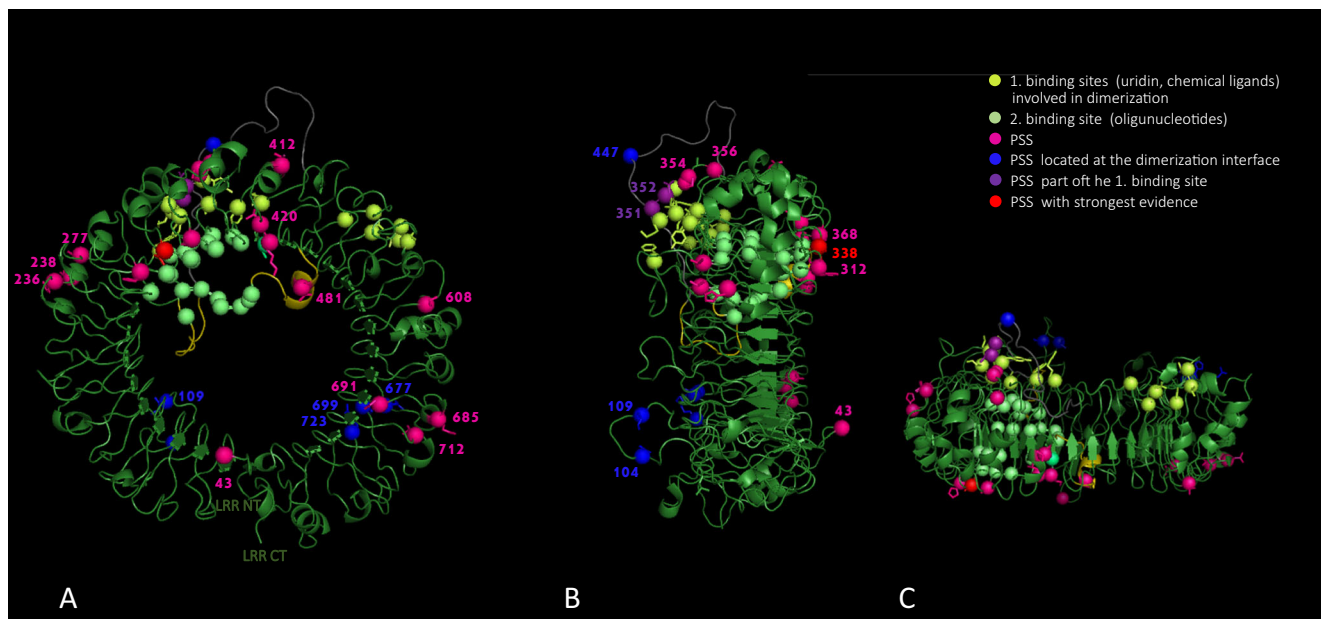 1. binding sites (uridin, chemical ligands)
involved in dimerization
2. binding site (oligunucleotides)
PSS
PSS located at the dimerization interface
PSS part oft he 1. binding site
PSS with strongest evidence
412
420
277
238
236
481
608
109
691
677
699
723
685
712
43
LRR NT
LRR CT
A
447
354
356
352
351
368
338
312
109
104
43
B
C